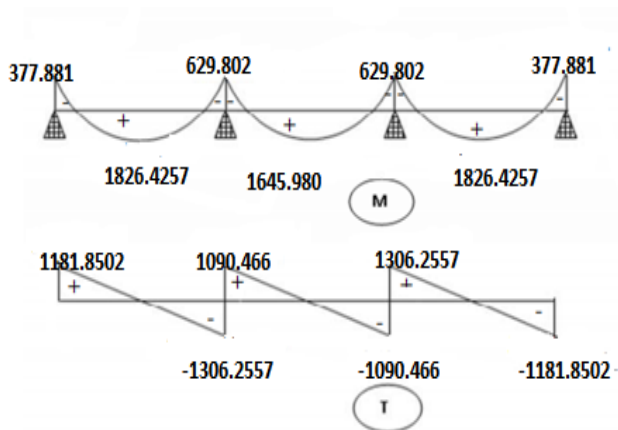 377.881 629.802 629.802 377.881
- - - - - -
+ + +
1826.4257 1645.980 1826.4257
M
1181.8502 1090.466 1306.2557
+ + +
- - -
-1306.2557 -1090.466 -1181.8502
T